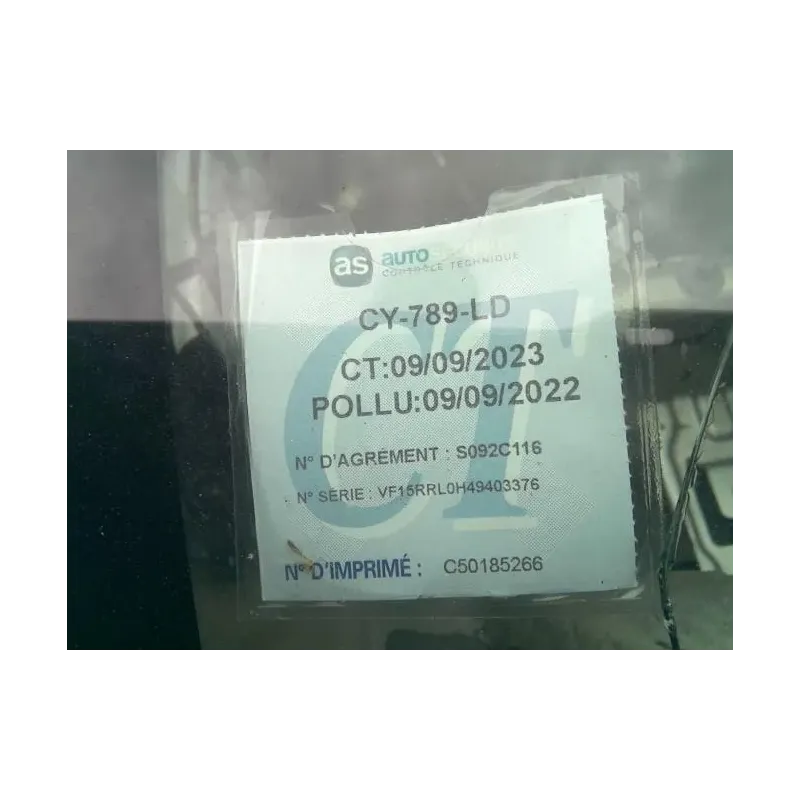 as AUTO
CONTRÔLE TECHNIQUE
CY-789-LD
CT:09/09/2023
POLLU:09/09/2022
N° D'AGRÉMENT : S092C116
N° SÉRIE : VF15RRL0H49403376
N° D'IMPRIMÉ : C50185266
CT